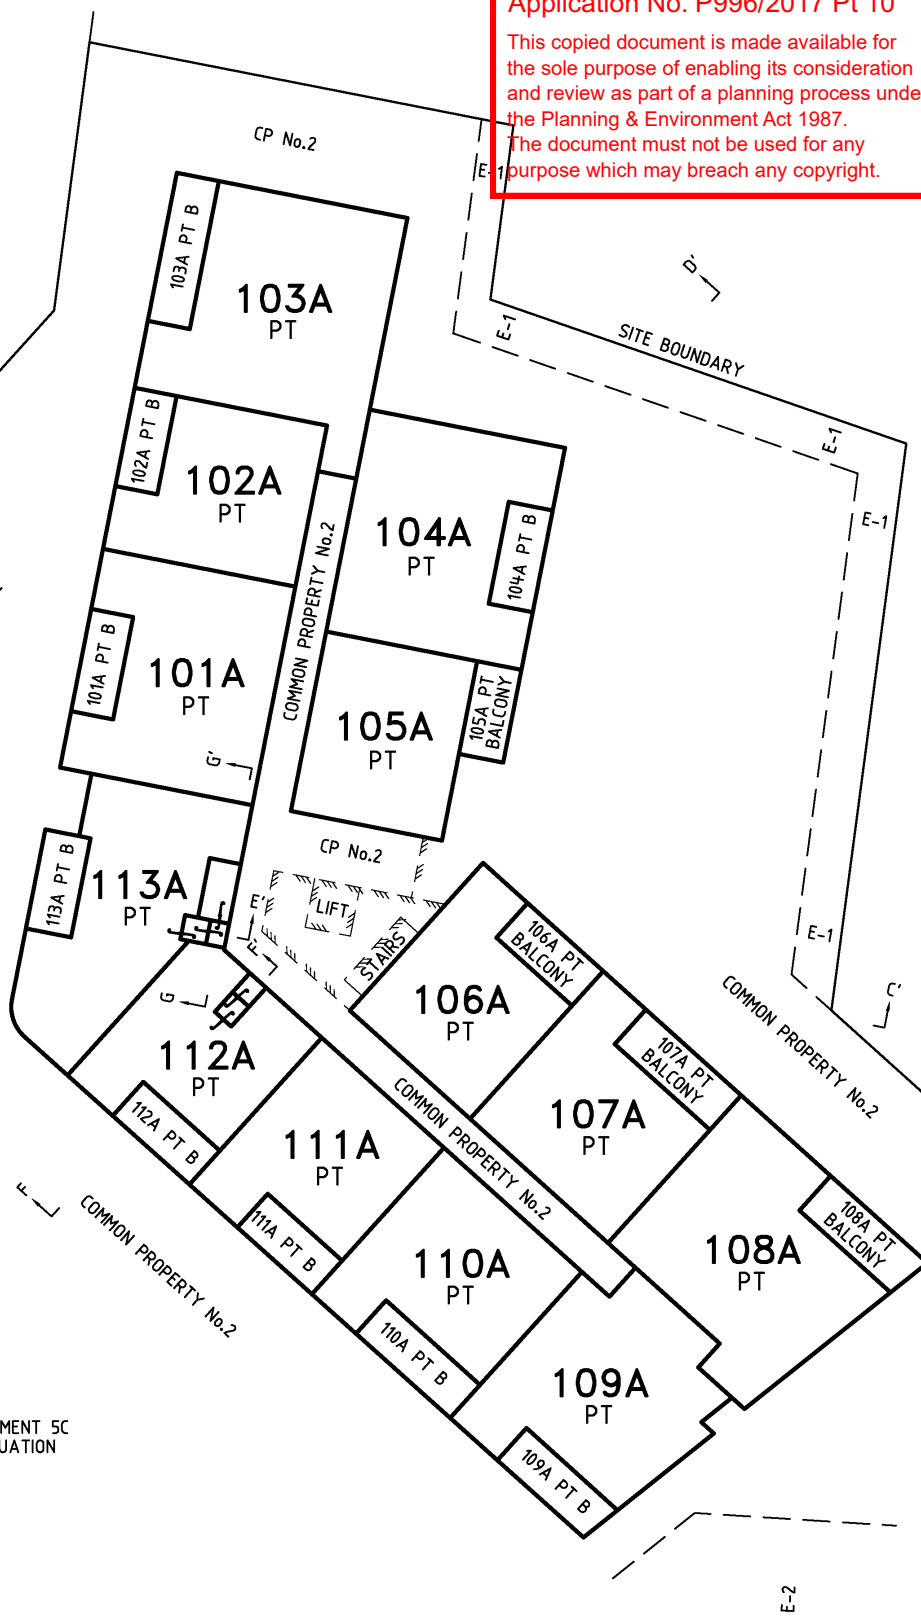 Application No. P996/2017 Pt 10
This copied document is made available for
the sole purpose of enabling its consideration
and review as part of a planning process unde
the Planning & Environment Act 1987.
The document must not be used for any
purpose which may breach any copyright.
CP No.2
E-1
103A PT B
103A
PT
D'
E-1
SITE BOUNDARY
E-1
E-1
102A PT B
102A
PT
COMMON PROPERTY No.2
104A
PT
104A PT B
101A PT B
101A
PT
105A
PT
105A PT
BALCONY
G'
CP No.2
113A PT B
113A
PT
E'
LIFT
F'
STAIRS
E-1
106A PT
BALCONY
106A
PT
C'
COMMON PROPERTY No.2
G
112A
PT
112A PT B
107A PT
BALCONY
107A
PT
COMMON PROPERTY No.2
111A
PT
111A PT B
F
COMMON PROPERTY No.2
108A PT
BALCONY
108A
PT
110A
PT
110A PT B
109A
PT
109A PT B
MENT 5C
UATION
E-2